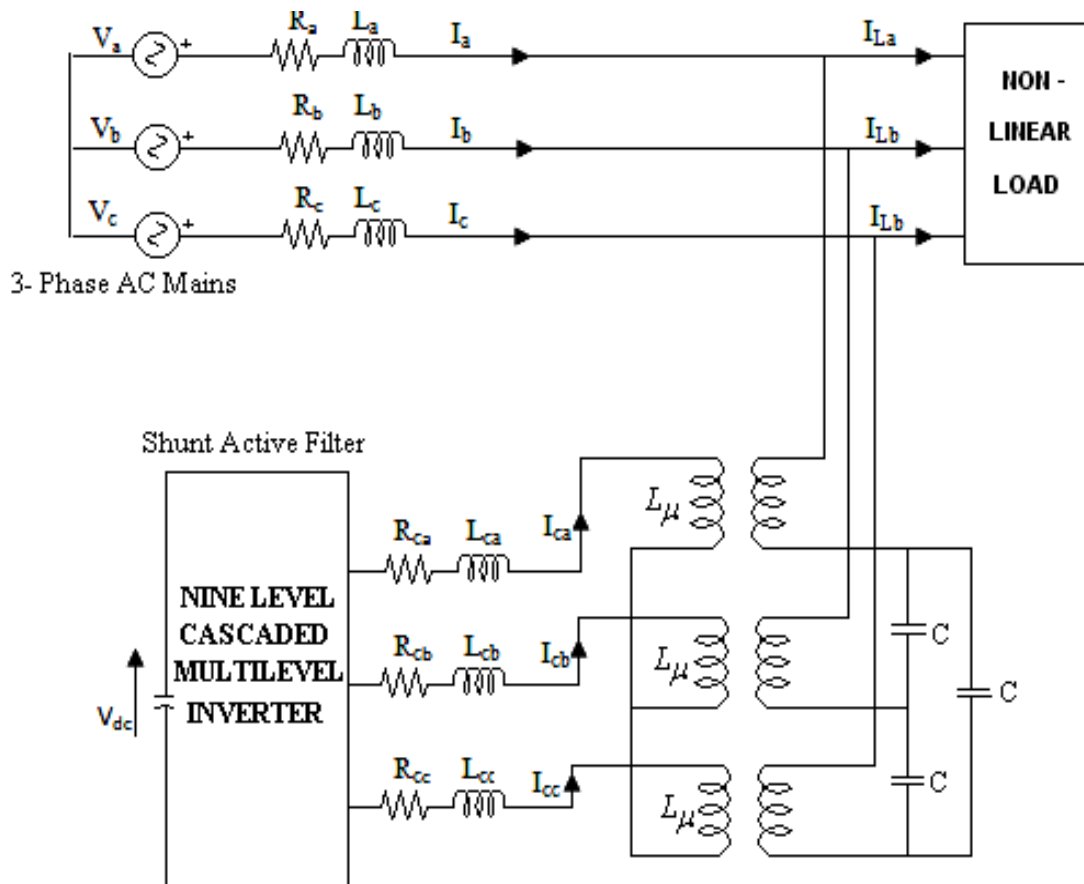 Va
+
Ra
La
Ia
ILa
NON -
LINEAR
LOAD
Vb
+
Rb
Lb
Ib
ILb
Vc
+
Rc
Lc
Ic
ILb
3- Phase AC Mains
Shunt Active Filter
NINE LEVEL
CASCADED
MULTILEVEL
INVERTER
Vdc
Rca
Lca
Ica
Lμ
Rcb
Lcb
Icb
Lμ
C
C
Rcc
Lcc
Icc
Lμ
C